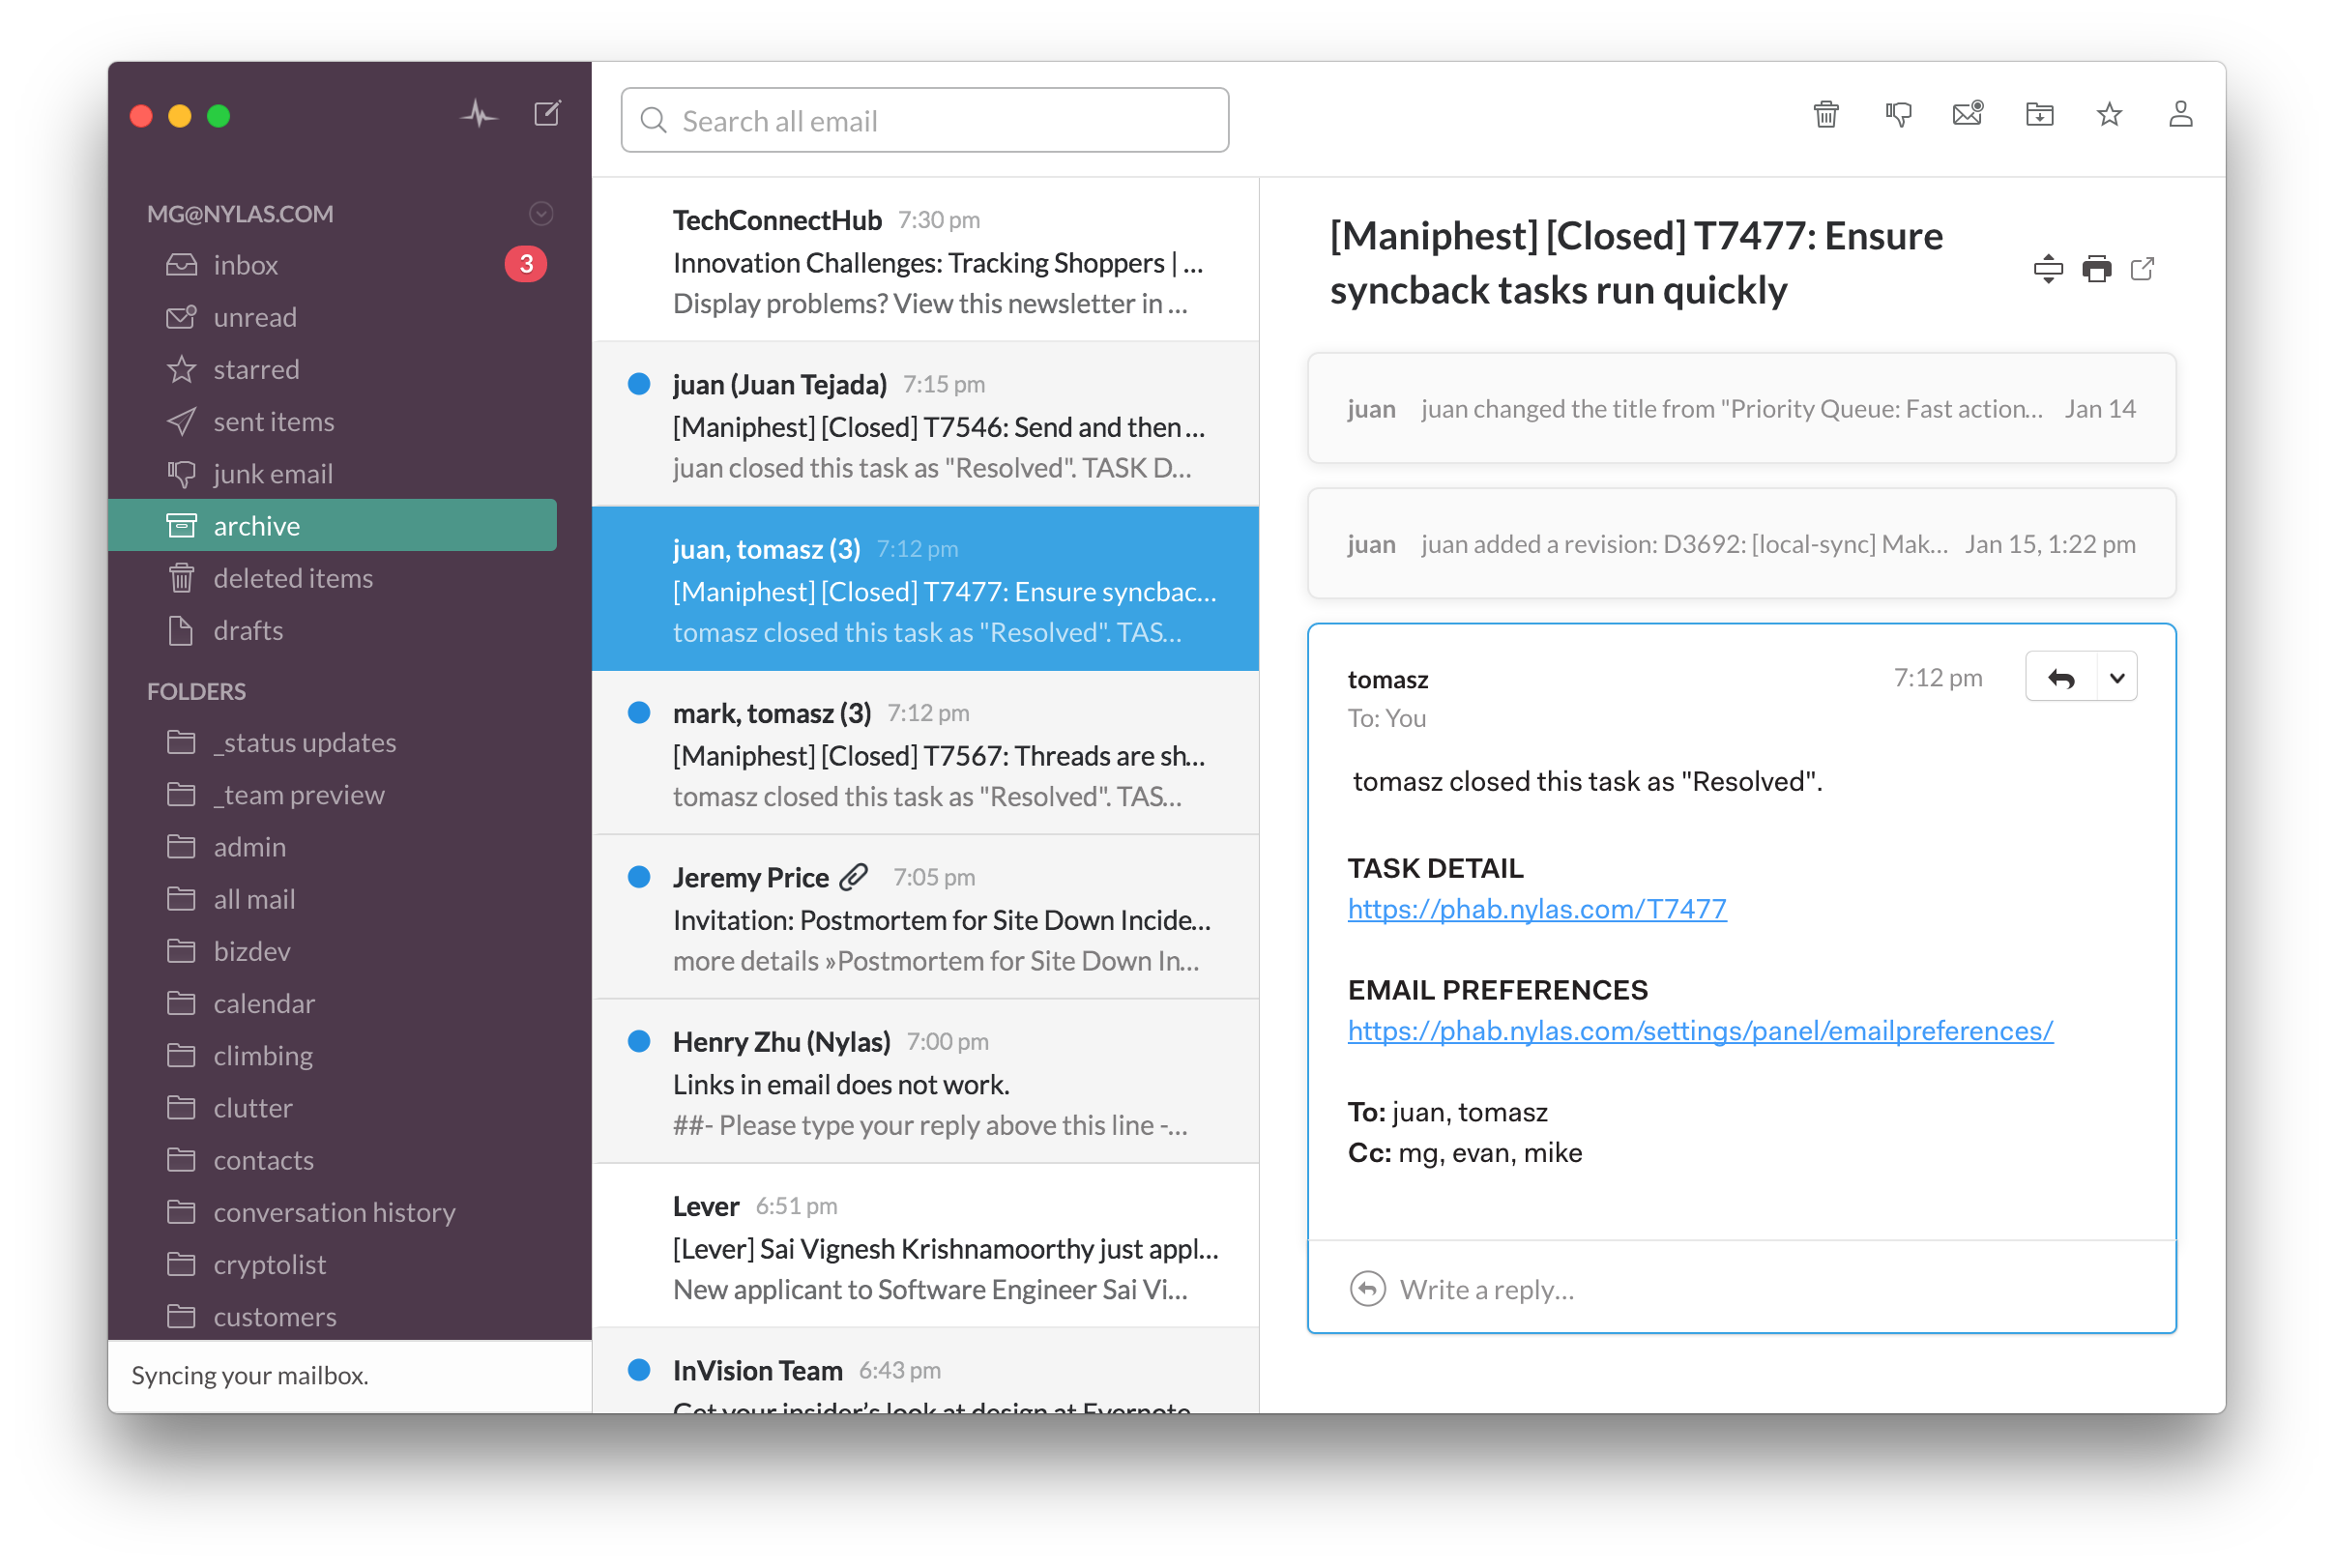 MG@NYLAS.COM
inbox
3
unread
starred
sent items
junk email
archive
deleted items
drafts
FOLDERS
_status updates
_team preview
admin
all mail
bizdev
calendar
climbing
clutter
contacts
conversation history
cryptolist
customers
Syncing your mailbox.
Search all email
TechConnectHub 7:30 pm
Innovation Challenges: Tracking Shoppers | ...
Display problems? View this newsletter in ...
juan (Juan Tejada) 7:15 pm
[Maniphest] [Closed] T7546: Send and then ...
juan closed this task as "Resolved". TASK D...
juan, tomasz (3) 7:12 pm
[Maniphest] [Closed] T7477: Ensure syncbac...
tomasz closed this task as "Resolved". TAS...
mark, tomasz (3) 7:12 pm
[Maniphest] [Closed] T7567: Threads are sh...
tomasz closed this task as "Resolved". TAS...
Jeremy Price 7:05 pm
Invitation: Postmortem for Site Down Incide...
more details »Postmortem for Site Down In...
Henry Zhu (Nylas) 7:00 pm
Links in email does not work.
##- Please type your reply above this line -...
Lever 6:51 pm
[Lever] Sai Vignesh Krishnamoorthy just appl...
New applicant to Software Engineer Sai Vi...
InVision Team 6:43 pm
Get your insider's look at design at Evernote
[Maniphest] [Closed] T7477: Ensure
syncback tasks run quickly
juan juan changed the title from "Priority Queue: Fast action... Jan 14
juan juan added a revision: D3692: [local-sync] Mak... Jan 15, 1:22 pm
tomasz 7:12 pm
To: You
tomasz closed this task as "Resolved".
TASK DETAIL
https://phab.nylas.com/T7477
EMAIL PREFERENCES
https://phab.nylas.com/settings/panel/emailpreferences/
To: juan, tomasz
Cc: mg, evan, mike
Write a reply...